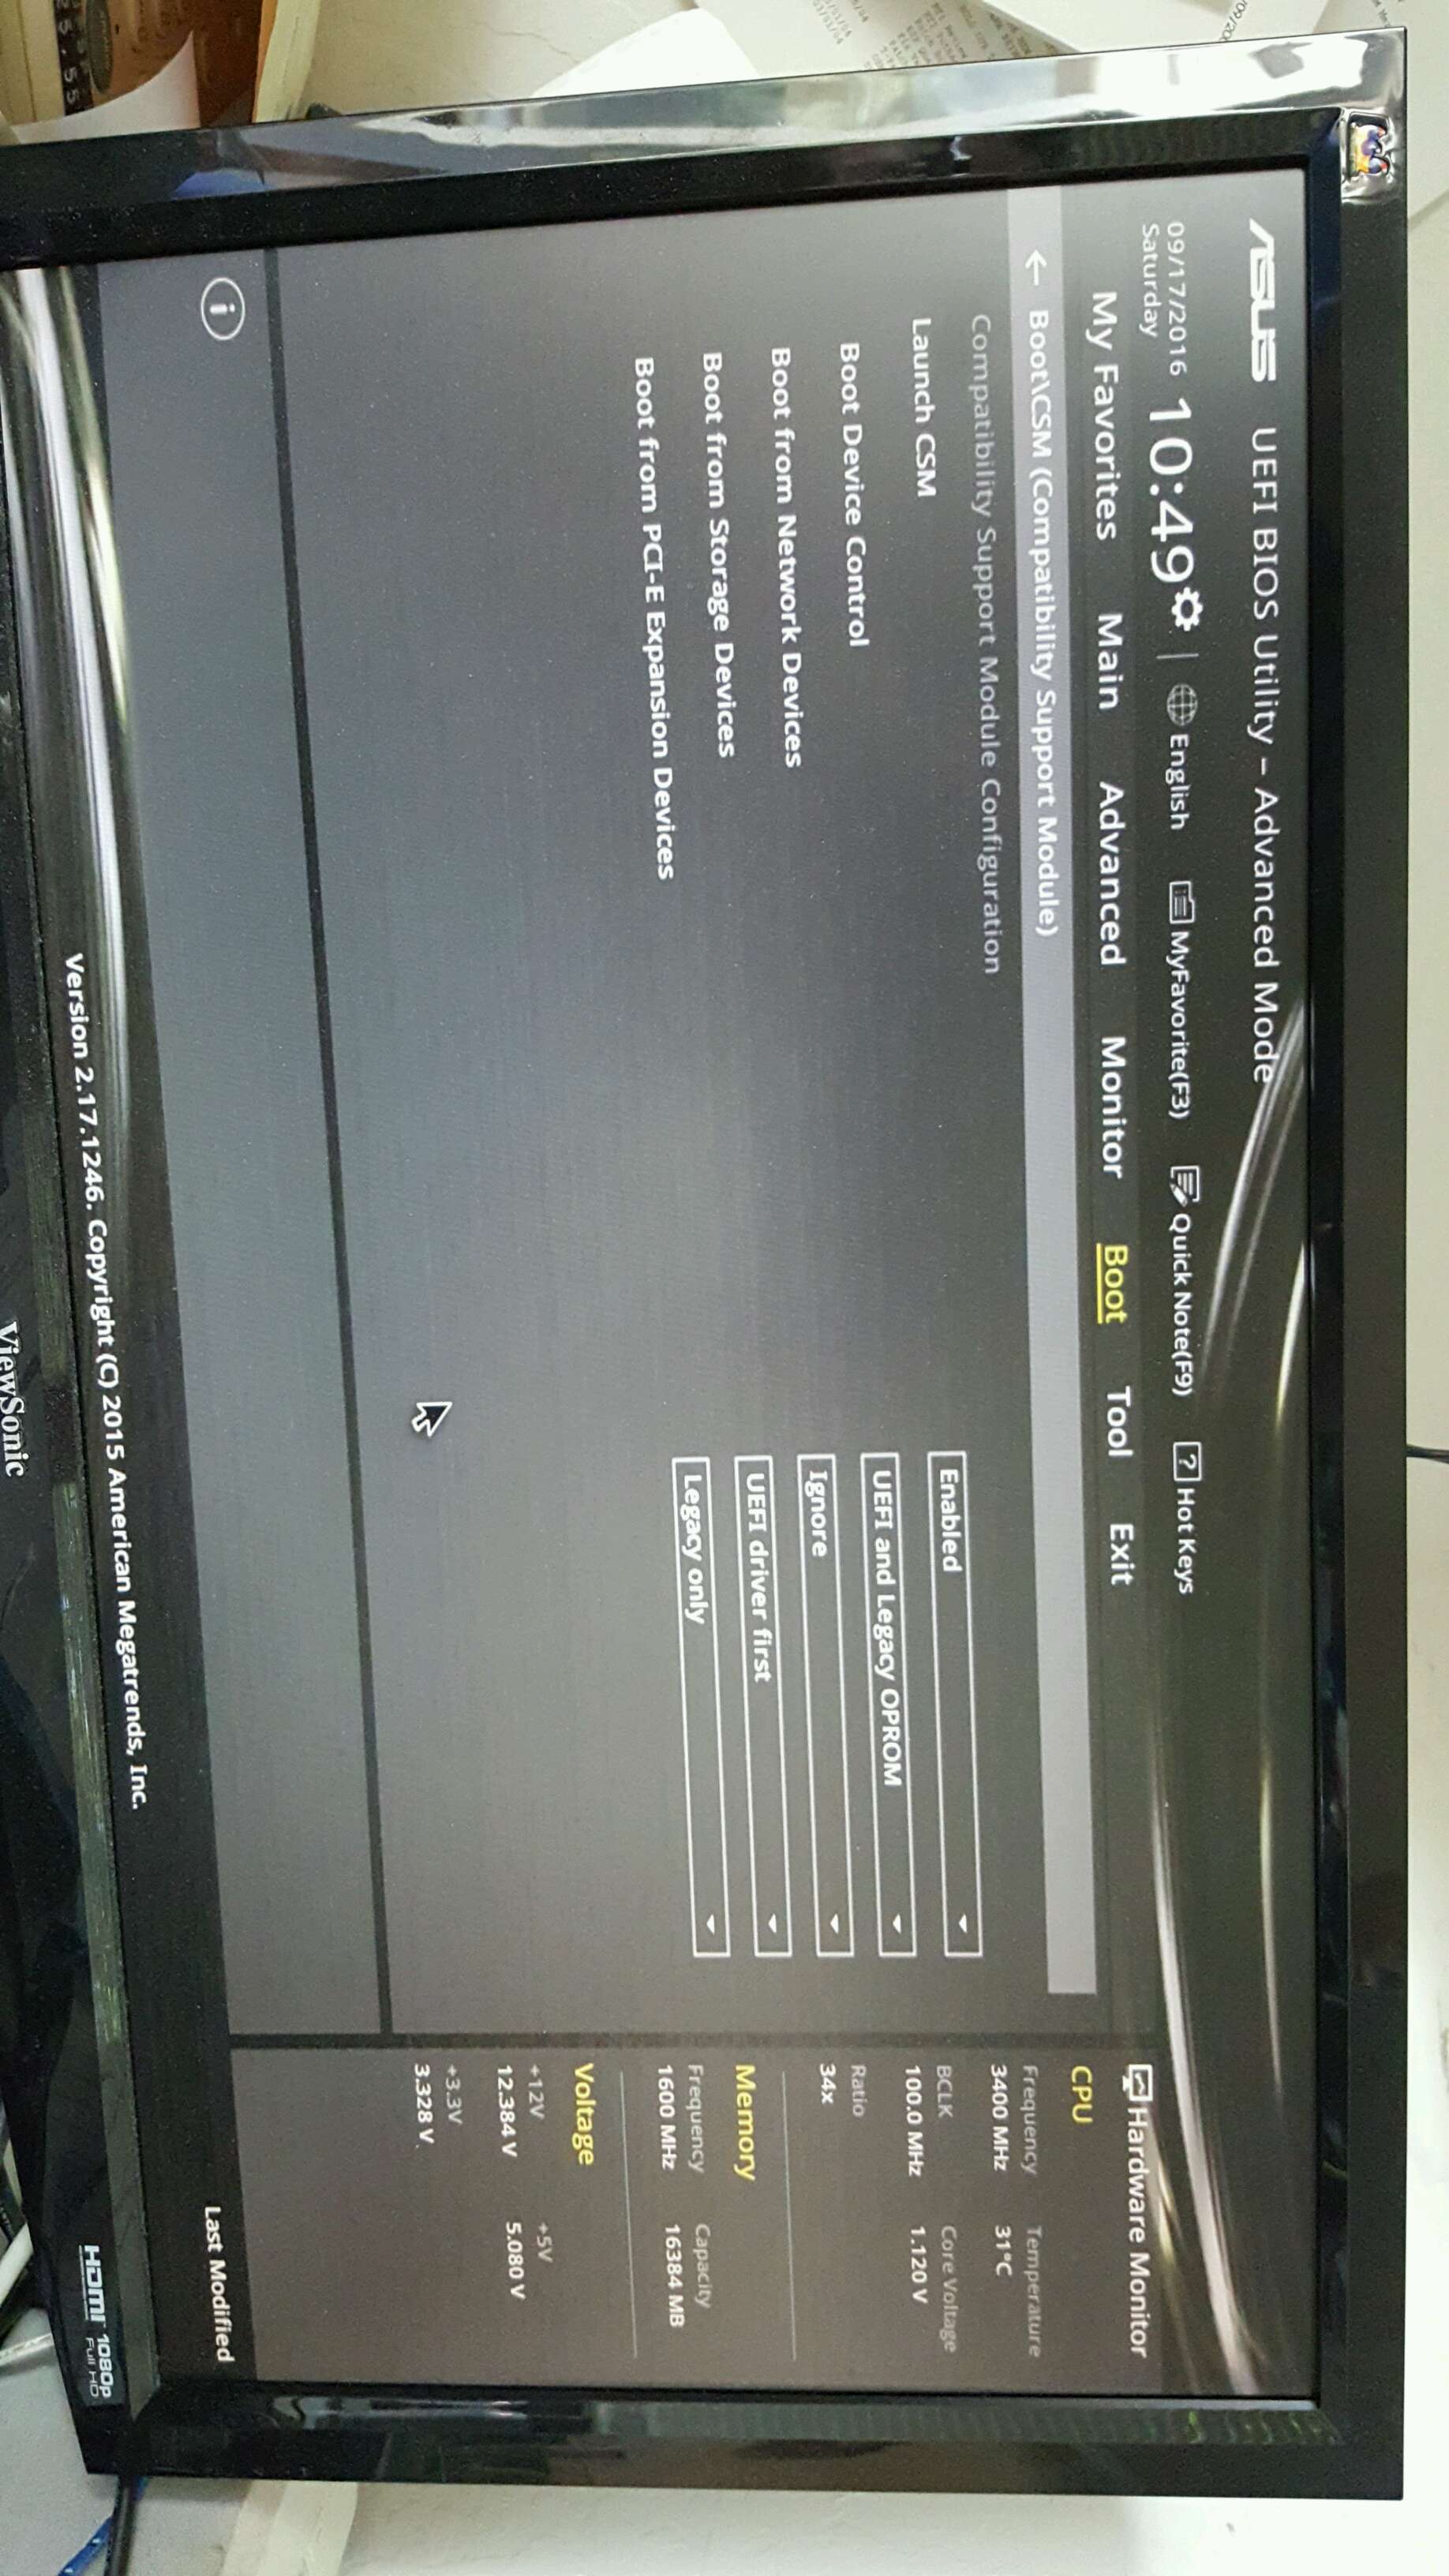 ASUS UEFI BIOS Utility – Advanced Mode
09/17/2016
Saturday
10:49 | English MyFavorite(F3) Quick Note(F9) ? Hot Keys
My Favorites Main Advanced Monitor Boot Tool Exit
← Boot\CSM (Compatibility Support Module)
Compatibility Support Module Configuration
Launch CSM Enabled
Boot Device Control UEFI and Legacy OPROM
Boot from Network Devices Ignore
Boot from Storage Devices UEFI driver first
Boot from PCI-E Expansion Devices Legacy only
Hardware Monitor
CPU
Frequency Temperature
3400 MHz 31°C
BCLK Core Voltage
100.0 MHz 1.120 V
Ratio
34x
Memory
Frequency Capacity
1600 MHz 16384 MB
Voltage
+12V +5V
12.384 V 5.080 V
+3.3V
3.328 V
i
Last Modified
Version 2.17.1246. Copyright (C) 2015 American Megatrends, Inc.
ViewSonic
HDMI 1080p
Full HD